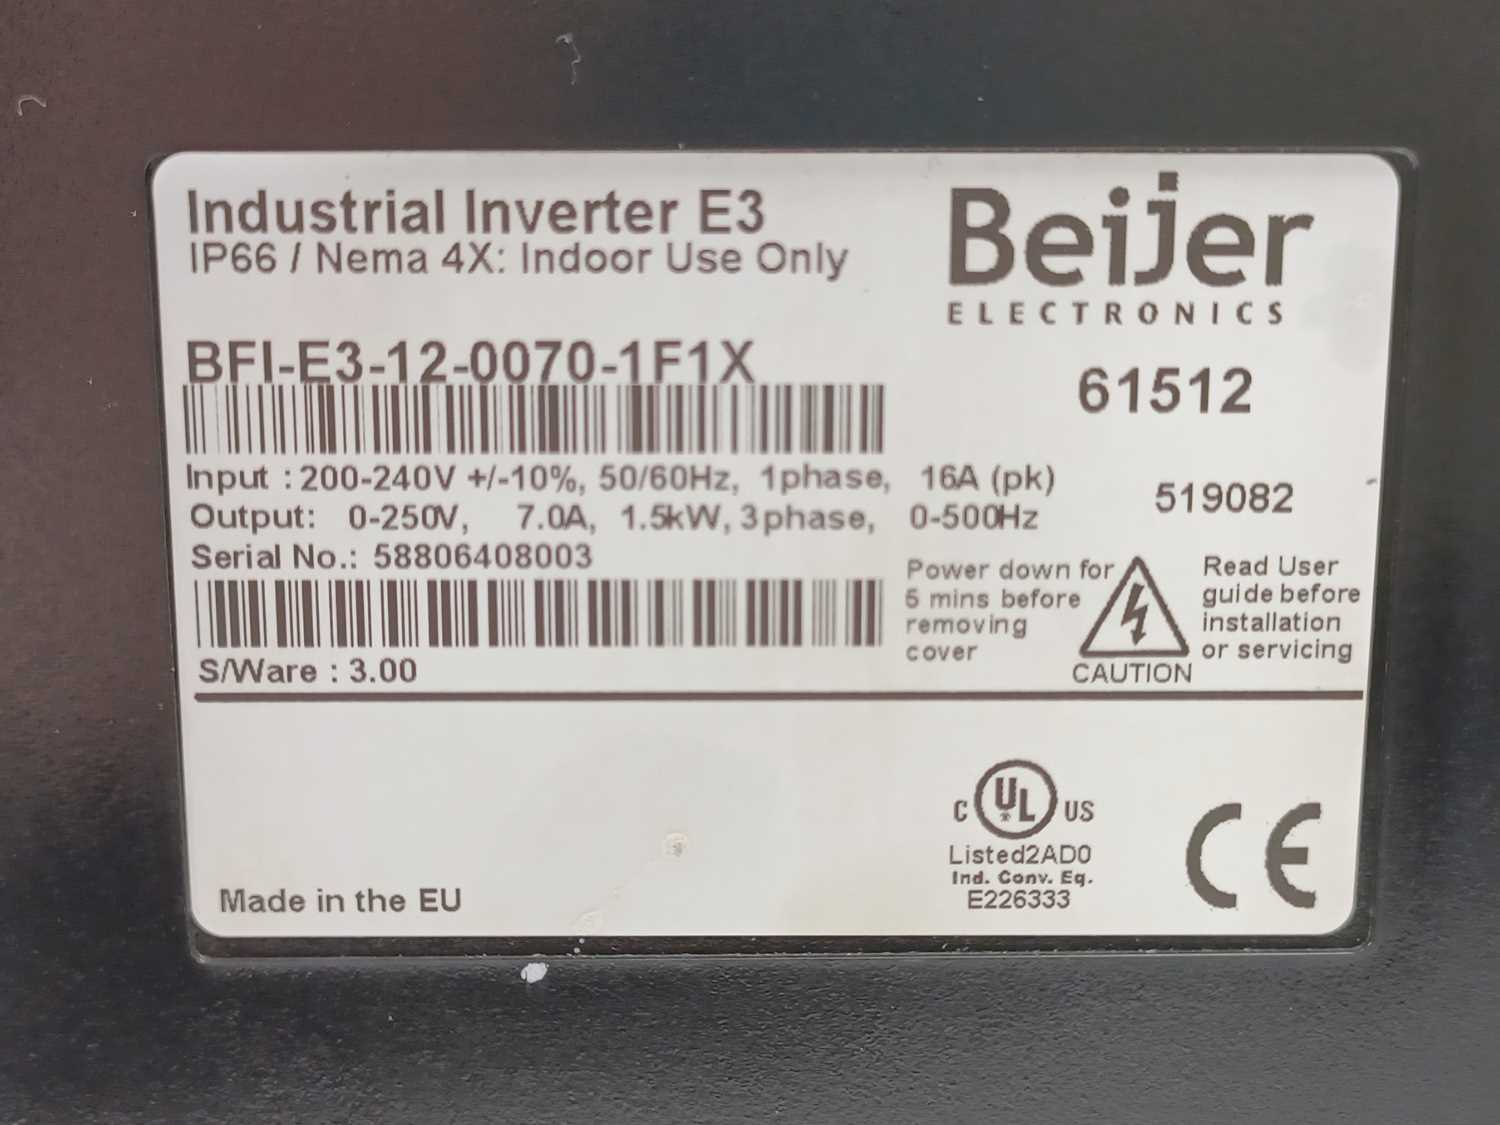 Industrial Inverter E3
IP66 / Nema 4X: Indoor Use Only
Beijer
ELECTRONICS
BFI-E3-12-0070-1F1X
61512
Input : 200-240V +/-10%, 50/60Hz, 1phase, 16A (pk)
Output: 0-250V, 7.0A, 1.5kW, 3phase, 0-500Hz
519082
Serial No.: 58806408003
Power down for
5 mins before
removing
cover
CAUTION
Read User
guide before
installation
or servicing
S/Ware : 3.00
C UL US
Listed2AD0
Ind. Conv. Eq.
E226333
CE
Made in the EU